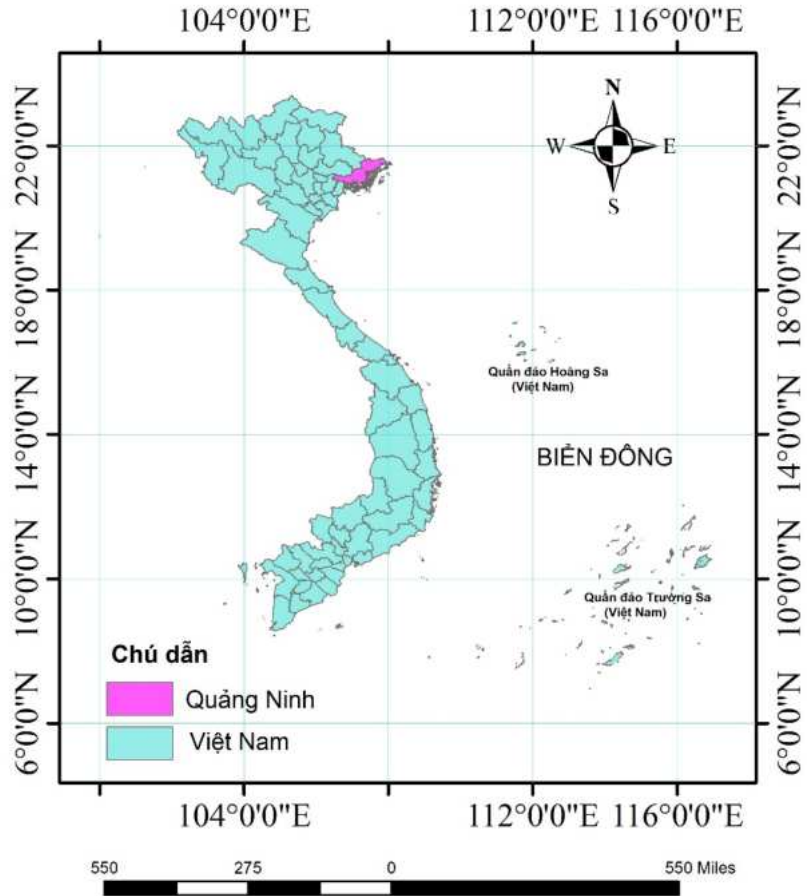 104°0'0"E 112°0'0"E 116°0'0"E
N
W E
S
22°0'0"N 22°0'0"N
18°0'0"N 18°0'0"N
Quần đảo Hoàng Sa
(Việt Nam)
14°0'0"N 14°0'0"N
BIỂN ĐÔNG
10°0'0"N 10°0'0"N
Quần đảo Trường Sa
(Việt Nam)
Chú dẫn
Quảng Ninh
Việt Nam
6°0'0"N 6°0'0"N
104°0'0"E 112°0'0"E 116°0'0"E
550 275 0 550 Miles